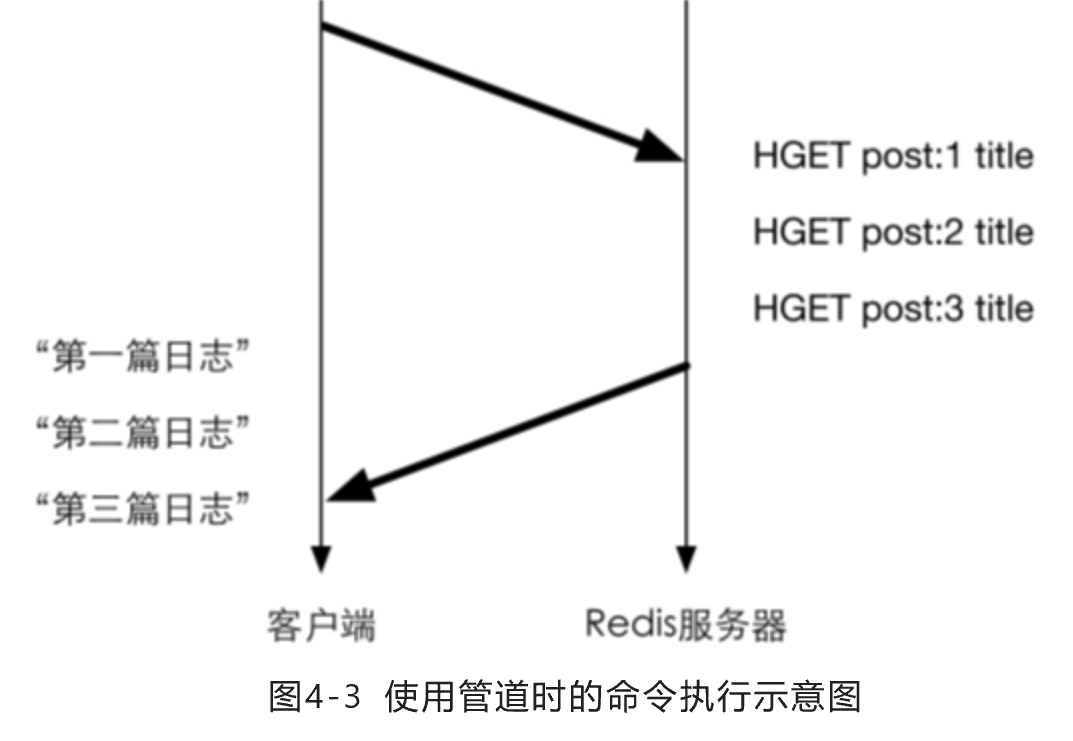 HGET post:1 title
HGET post:2 title
HGET post:3 title
“第一篇日志”
“第二篇日志”
“第三篇日志”
客户端
Redis服务器
图4-3 使用管道时的命令执行示意图